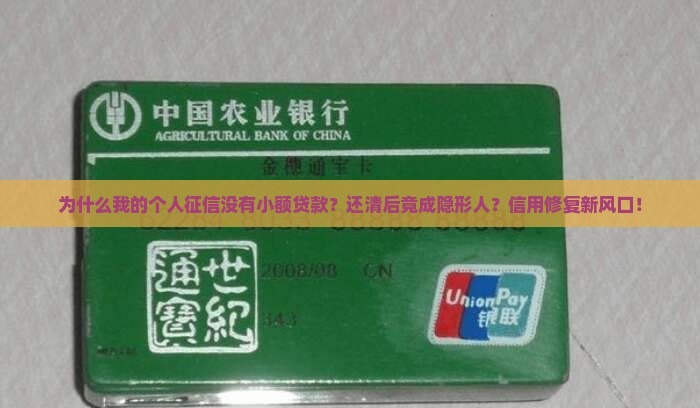 中国农业银行
AGRICULTURAL BANK OF CHINA
金穗通宝卡
为什么我的个人征信没有小额贷款？还清后竟成隐形人？信用修复新风口！
2008/08 CN
343
世紀
通寶
UnionPay
银联